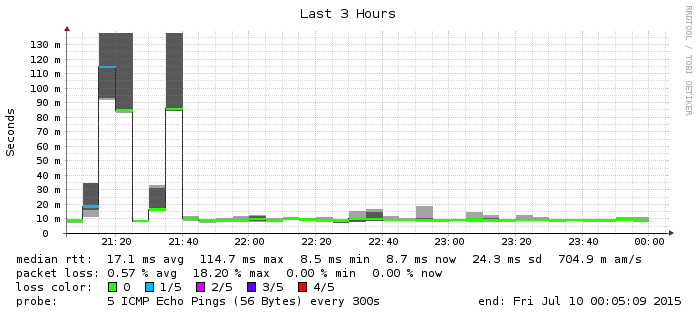 Last 3 Hours
RRDTOOL / TOBI OETIKER
Seconds
130 m
120 m
110 m
100 m
90 m
80 m
70 m
60 m
50 m
40 m
30 m
20 m
10 m
0
21:20 21:40 22:00 22:20 22:40 23:00 23:20 23:40 00:00
median rtt: 17.1 ms avg 114.7 ms max 8.5 ms min 8.7 ms now 24.3 ms sd 704.9 m am/s
packet loss: 0.57 % avg 18.20 % max 0.00 % min 0.00 % now
loss color: 0 1/5 2/5 3/5 4/5
probe: 5 ICMP Echo Pings (56 Bytes) every 300s end: Fri Jul 10 00:05:09 2015